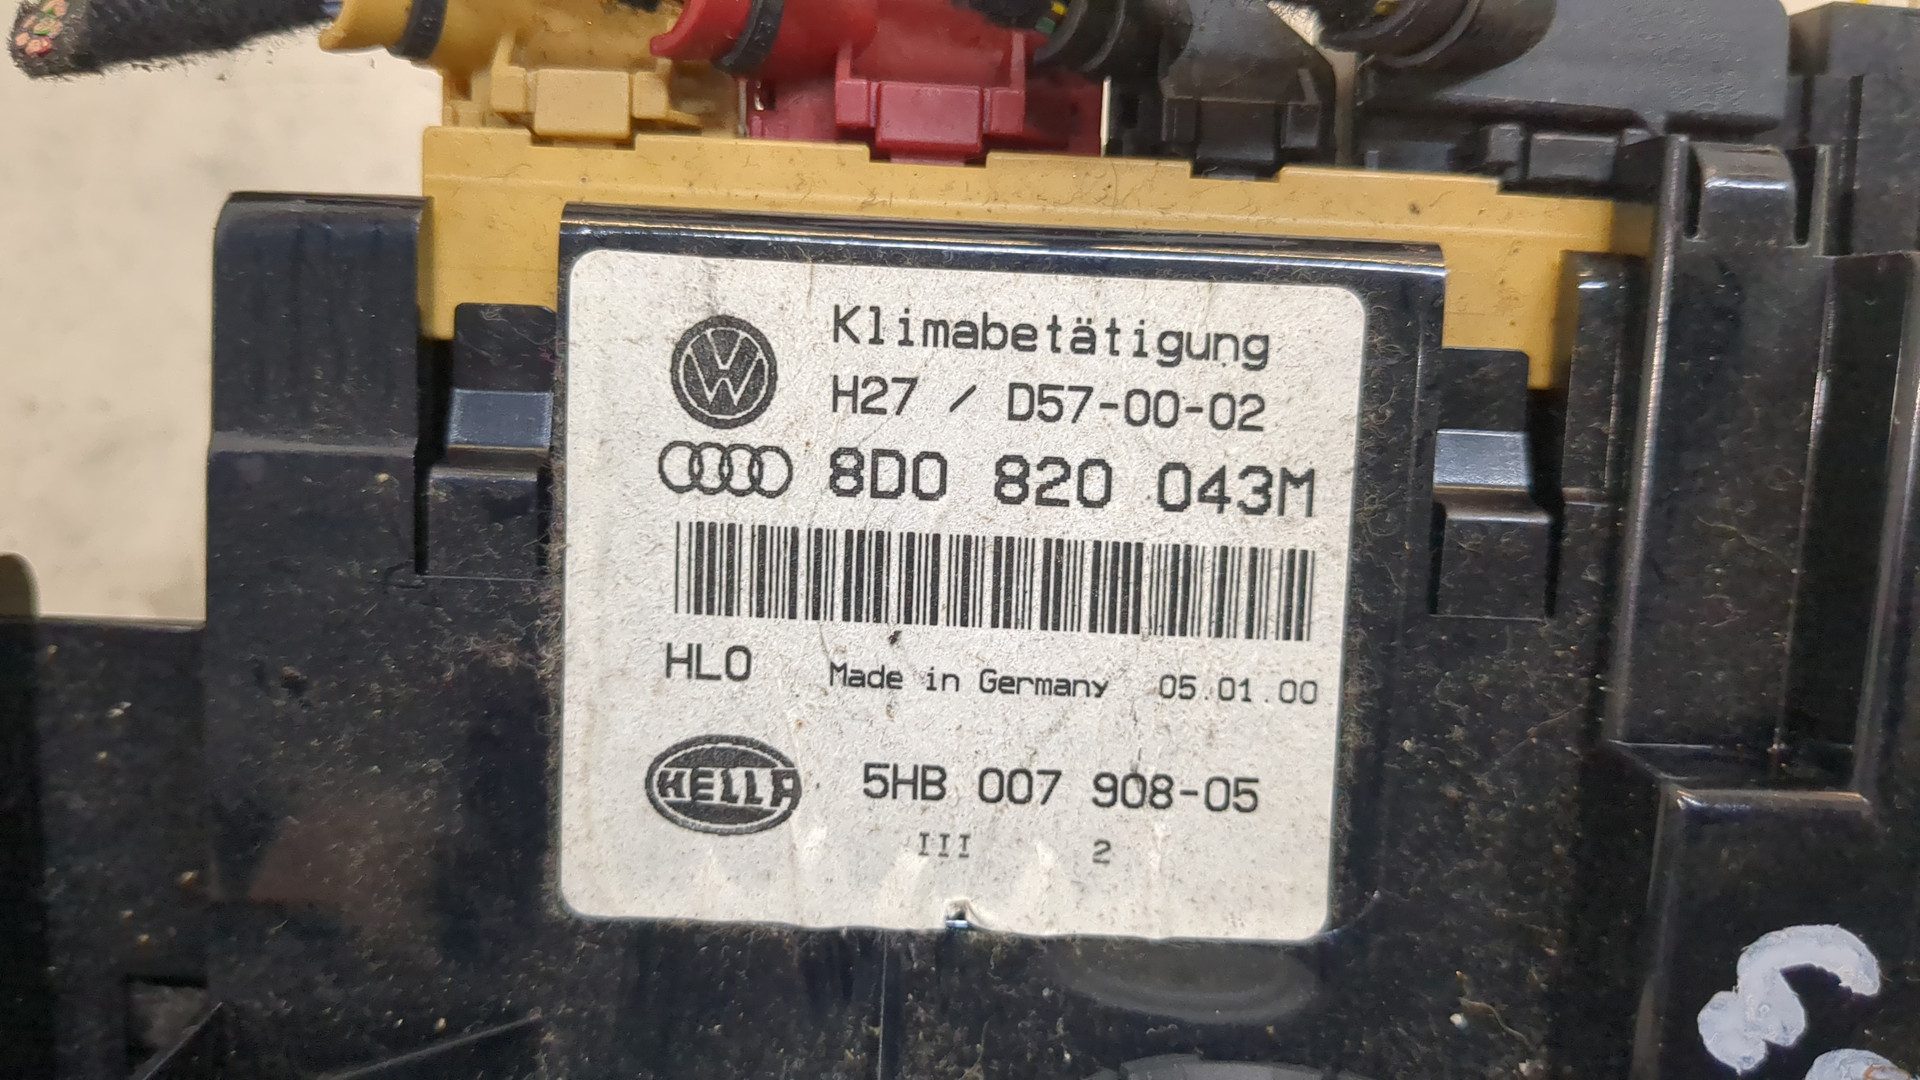 Klimabetätigung
H27 / D57-00-02
8D0 820 043M
HLO Made in Germany 05.01.00
HELLA 5HB 007 908-05
III 2